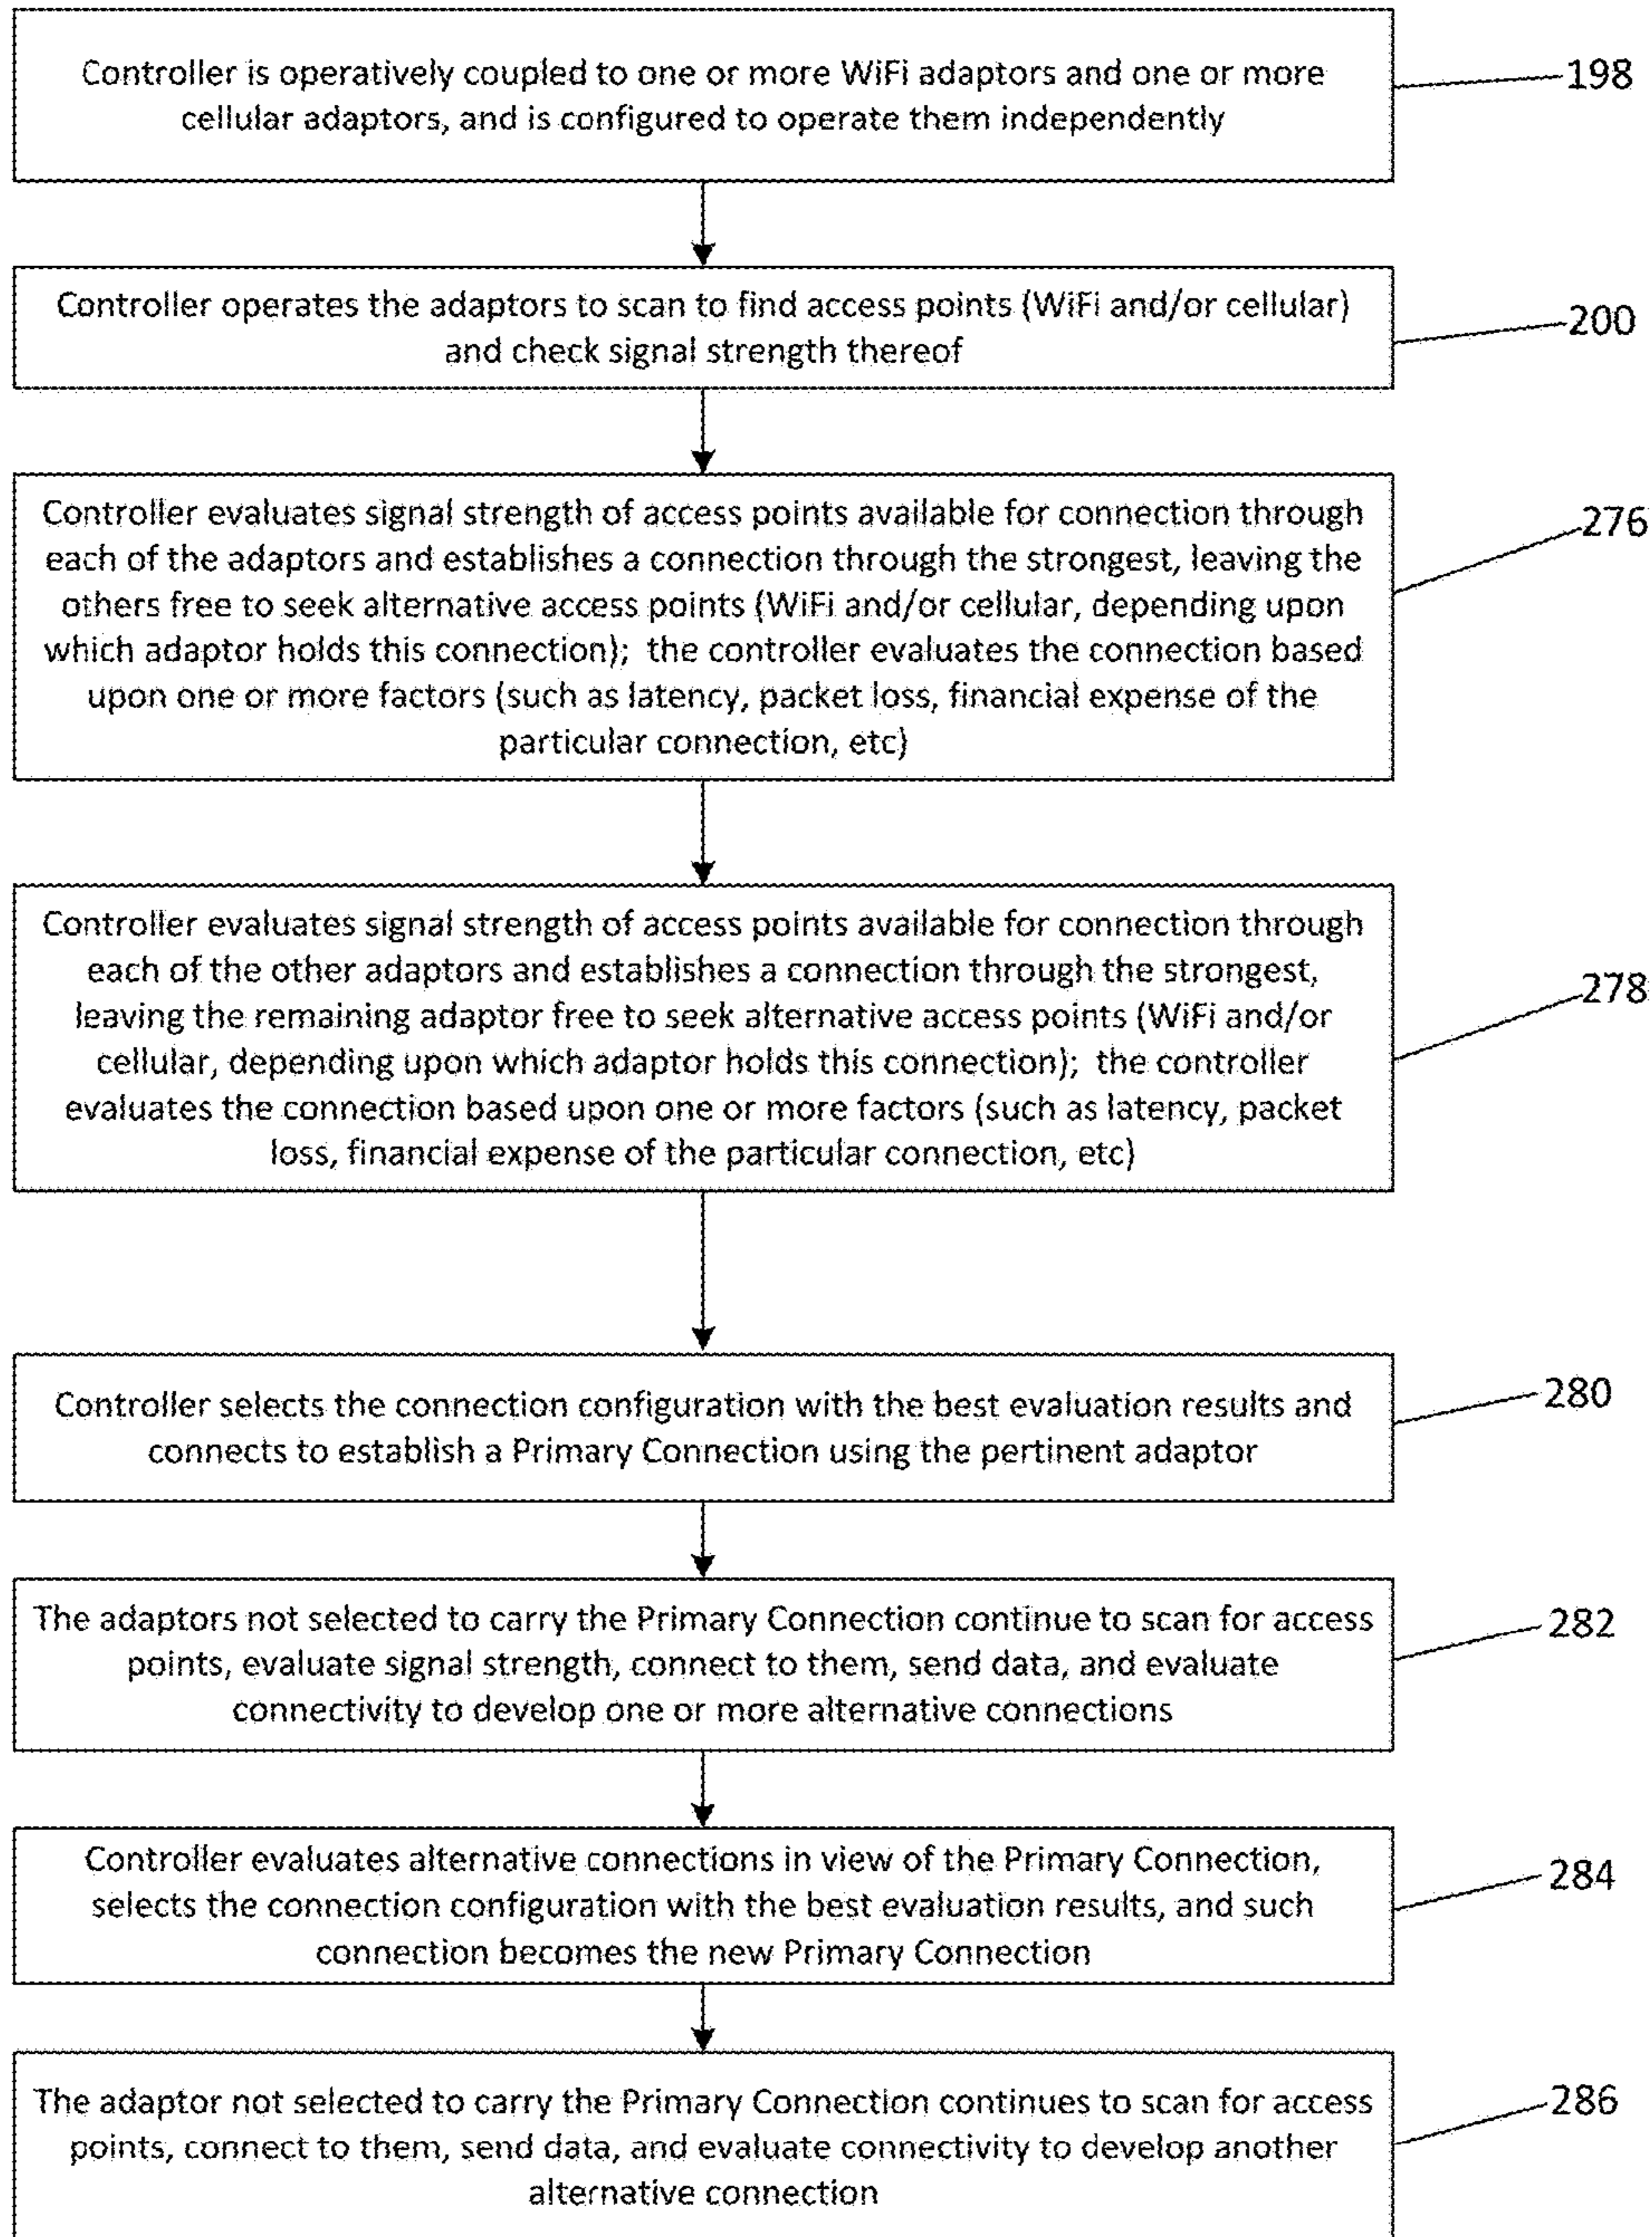 Controller is operatively coupled to one or more WiFi adaptors and one or more
cellular adaptors, and is configured to operate them independently
198
Controller operates the adaptors to scan to find access points (WiFi and/or cellular)
and check signal strength thereof
200
Controller evaluates signal strength of access points available for connection through
each of the adaptors and establishes a connection through the strongest, leaving the
others free to seek alternative access points (WiFi and/or cellular, depending upon
which adaptor holds this connection);  the controller evaluates the connection based
upon one or more factors (such as latency, packet loss, financial expense of the
particular connection, etc)
276
Controller evaluates signal strength of access points available for connection through
each of the other adaptors and establishes a connection through the strongest,
leaving the remaining adaptor free to seek alternative access points (WiFi and/or
cellular, depending upon which adaptor holds this connection);  the controller
evaluates the connection based upon one or more factors (such as latency, packet
loss, financial expense of the particular connection, etc)
278
Controller selects the connection configuration with the best evaluation results and
connects to establish a Primary Connection using the pertinent adaptor
280
The adaptors not selected to carry the Primary Connection continue to scan for access
points, evaluate signal strength, connect to them, send data, and evaluate
connectivity to develop one or more alternative connections
282
Controller evaluates alternative connections in view of the Primary Connection,
selects the connection configuration with the best evaluation results, and such
connection becomes the new Primary Connection
284
The adaptor not selected to carry the Primary Connection continues to scan for access
points, connect to them, send data, and evaluate connectivity to develop another
alternative connection
286